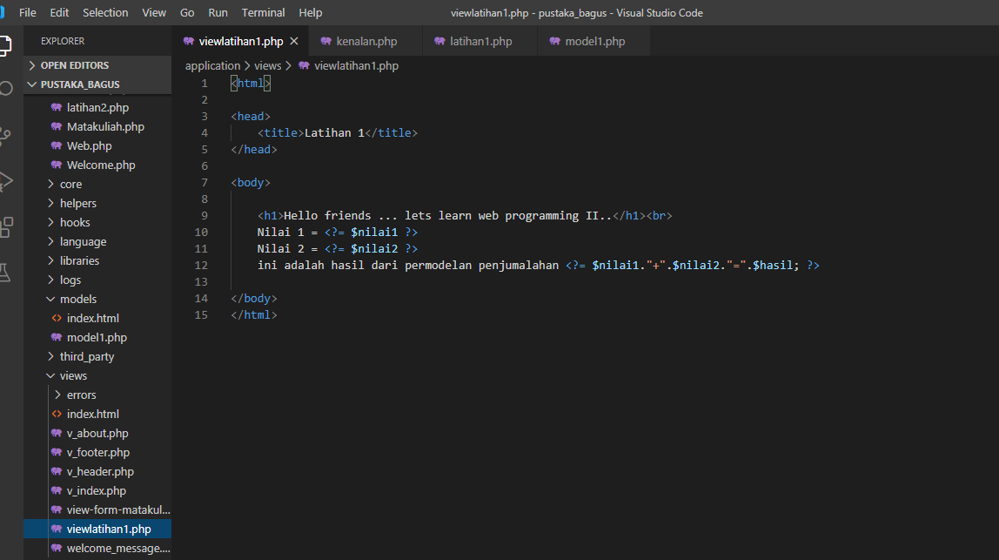 File Edit Selection View Go Run Terminal Help viewlatihan1.php - pustaka_bagus - Visual Studio Code
EXPLORER
OPEN EDITORS
PUSTAKA_BAGUS
latihan2.php
Matakuliah.php
Web.php
Welcome.php
core
helpers
hooks
language
libraries
logs
models
index.html
model1.php
third_party
views
errors
index.html
v_about.php
v_footer.php
v_header.php
v_index.php
view-form-matakul...
viewlatihan1.php
welcome_message....
viewlatihan1.php kenalan.php latihan1.php model1.php
application > views > viewlatihan1.php
1 <html>
2
3 <head>
4 <title>Latihan 1</title>
5 </head>
6
7 <body>
8
9 <h1>Hello friends ... lets learn web programming II..</h1><br>
10 Nilai 1 = <?= $nilai1 ?>
11 Nilai 2 = <?= $nilai2 ?>
12 ini adalah hasil dari permodelan penjumalahan <?= $nilai1."+".$nilai2."=".$hasil; ?>
13
14 </body>
15 </html>